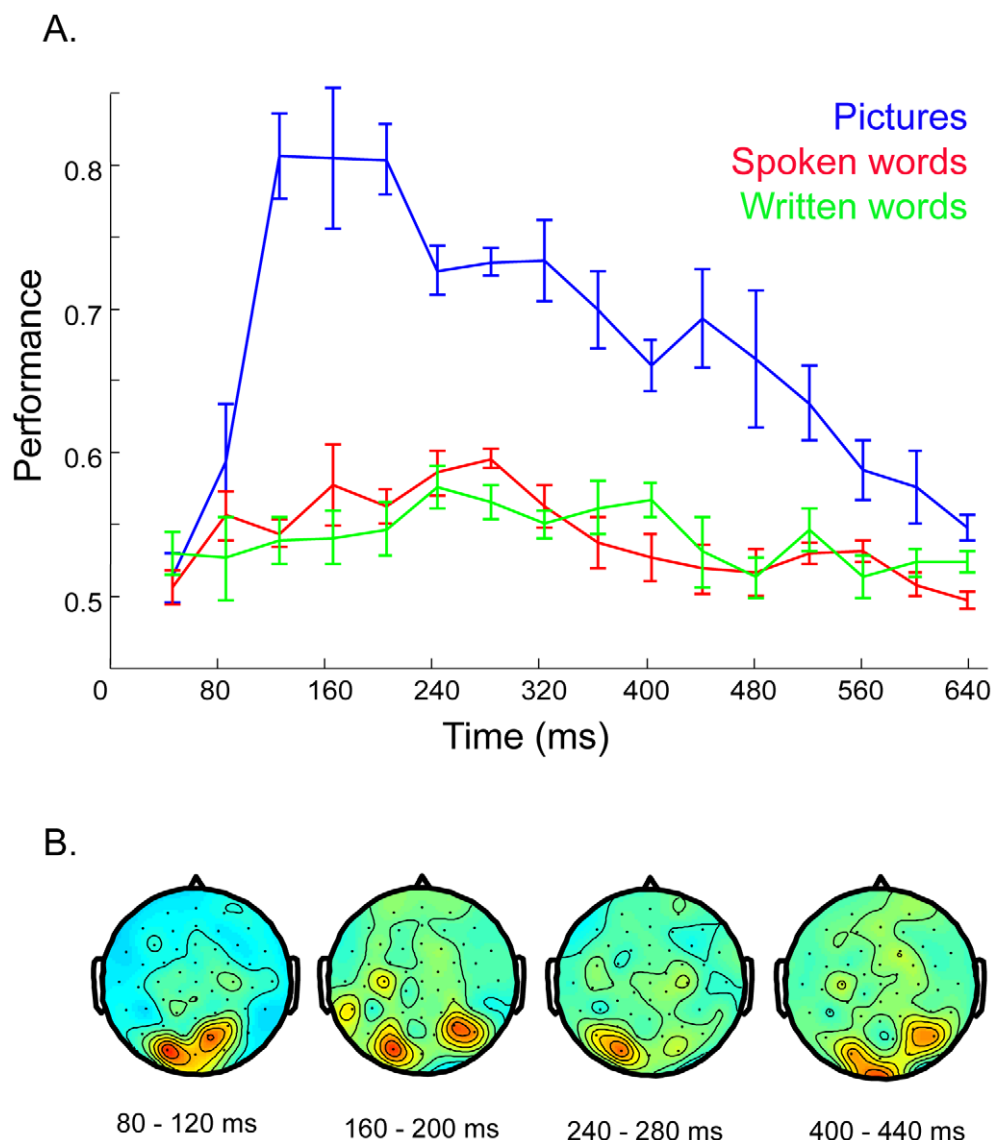 A.
Pictures
Spoken words
Written words
0.8
0.7
0.6
0.5
Performance
0 80 160 240 320 400 480 560 640
Time (ms)
B.
80 - 120 ms 160 - 200 ms 240 - 280 ms 400 - 440 ms